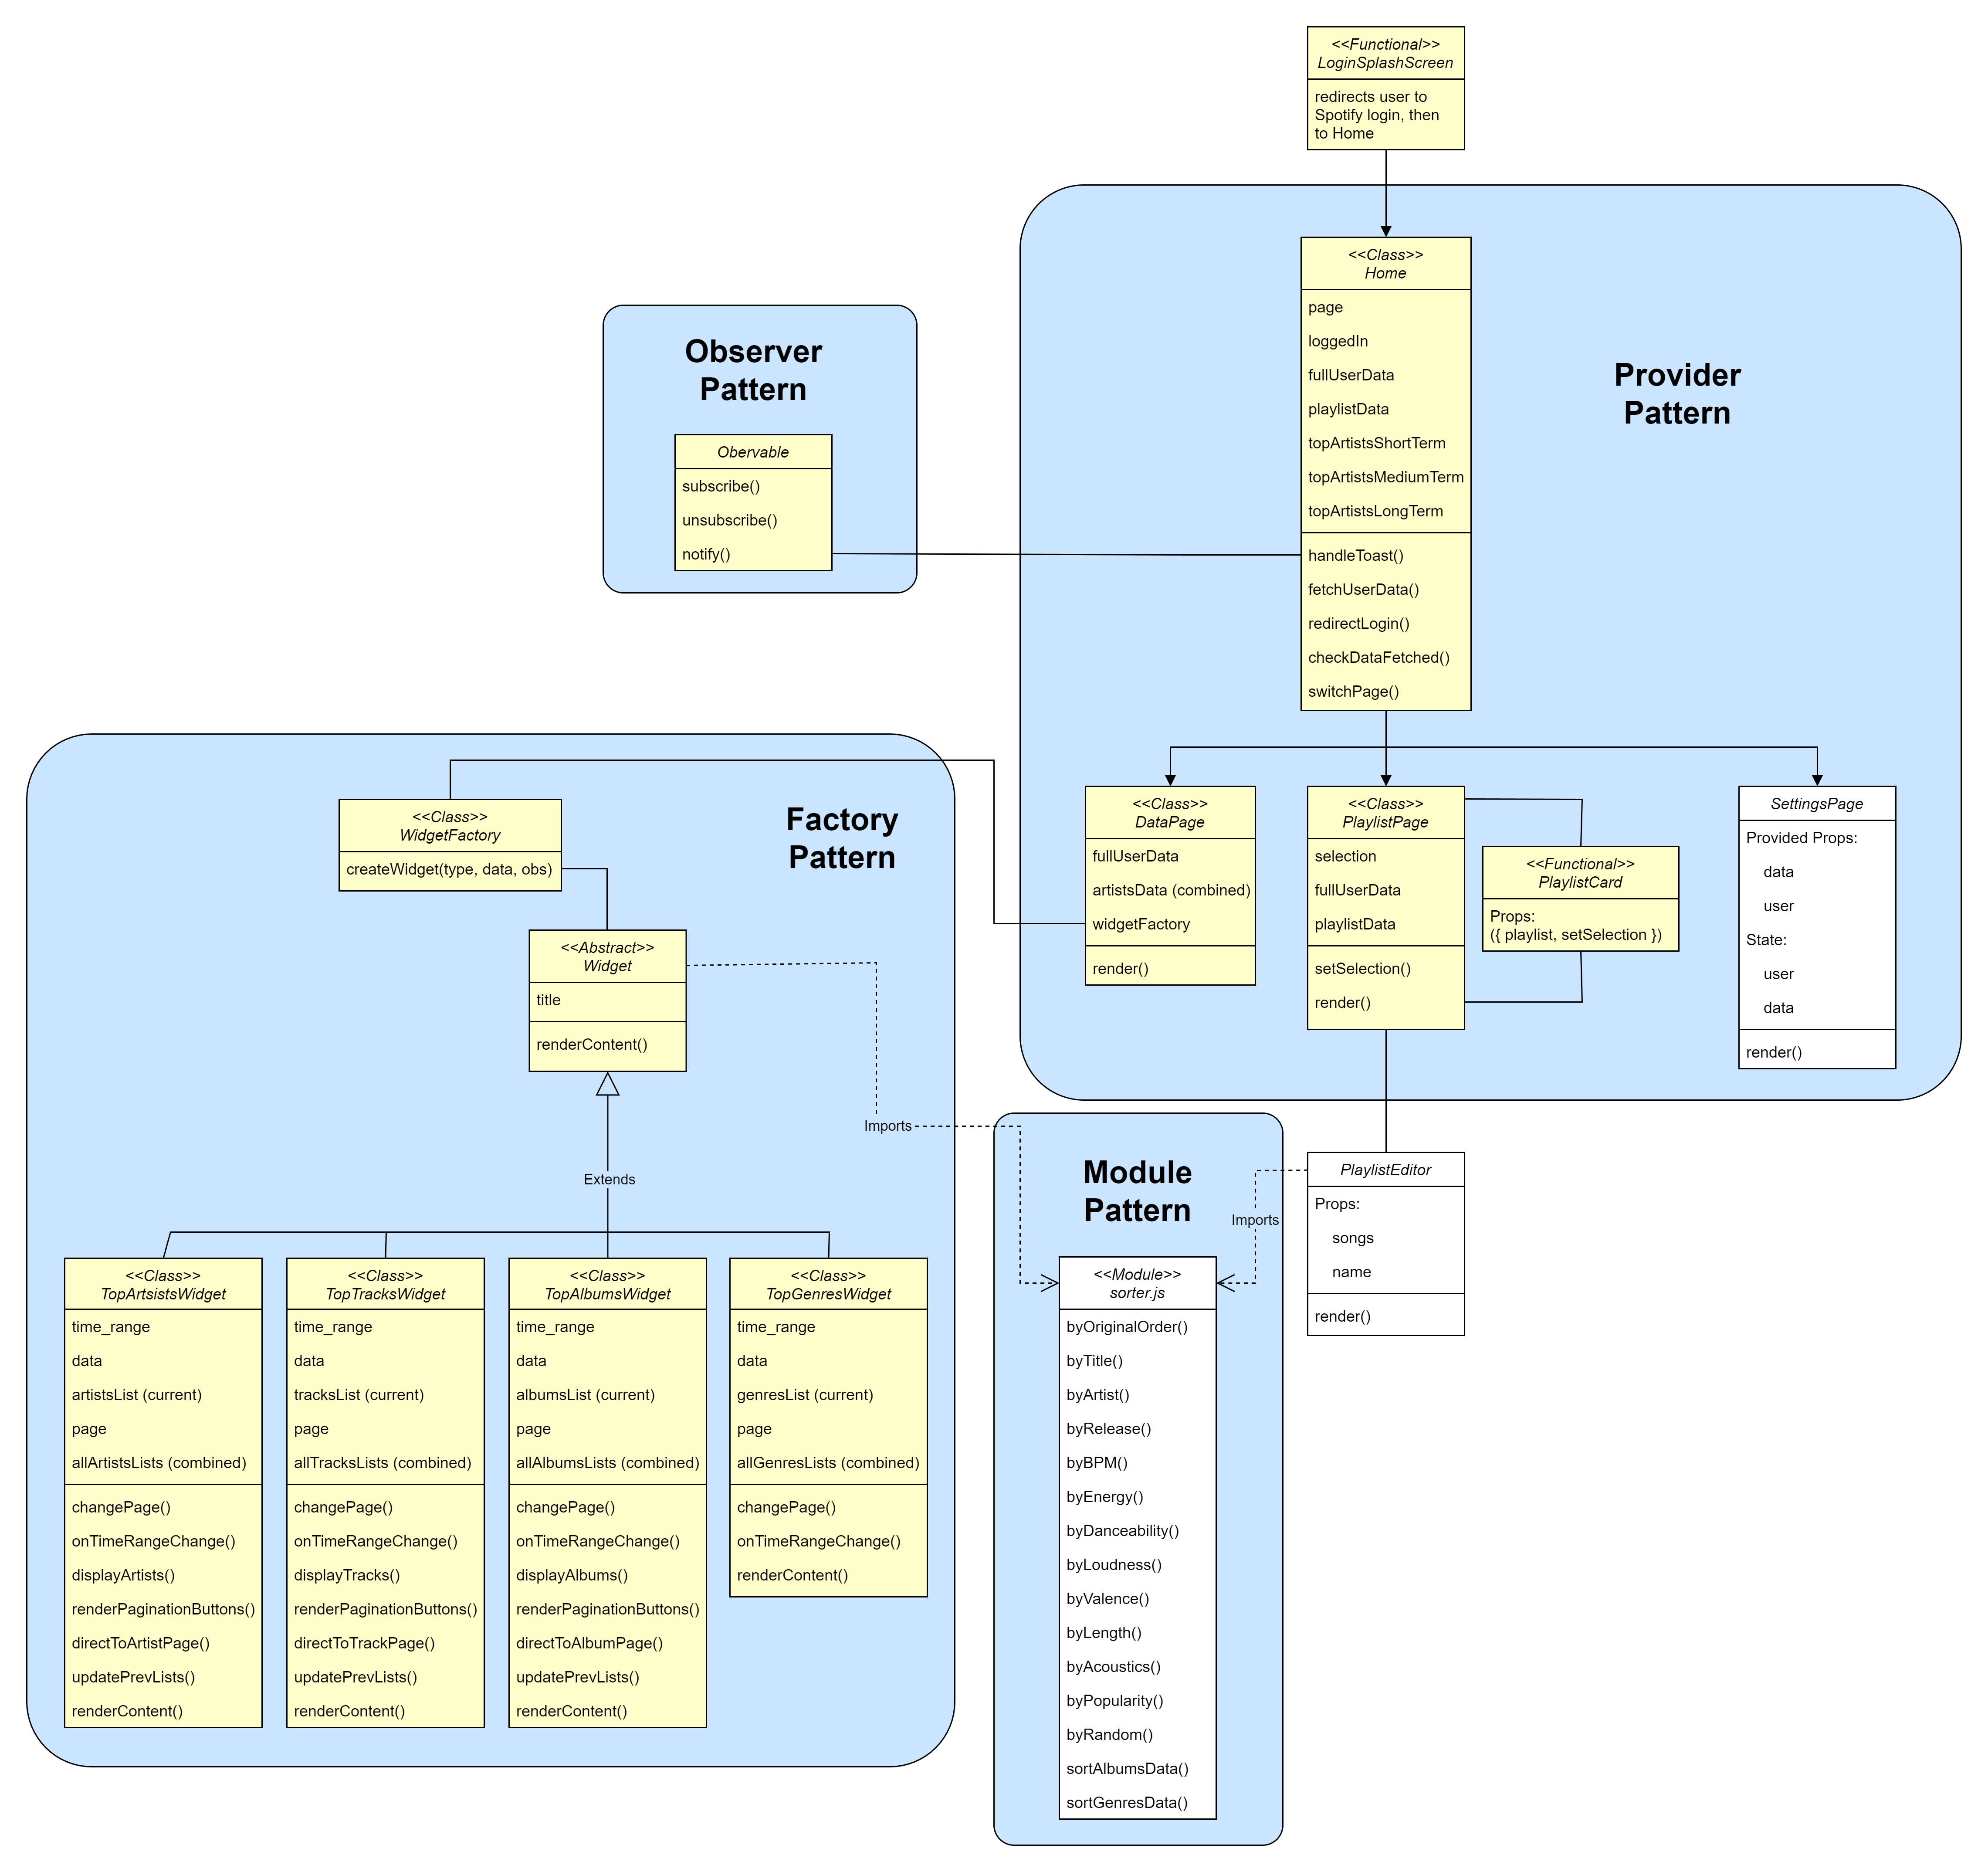 <<Functional>>
LoginSplashScreen
redirects user to
Spotify login, then
to Home
<<Class>>
Home
page
loggedIn
fullUserData
playlistData
topArtistsShortTerm
topArtistsMediumTerm
topArtistsLongTerm
handleToast()
fetchUserData()
redirectLogin()
checkDataFetched()
switchPage()
Provider
Pattern
Observer
Pattern
Obervable
subscribe()
unsubscribe()
notify()
<<Class>>
DataPage
fullUserData
artistsData (combined)
widgetFactory
render()
<<Class>>
PlaylistPage
selection
fullUserData
playlistData
setSelection()
render()
<<Functional>>
PlaylistCard
Props:
({ playlist, setSelection })
SettingsPage
Provided Props:
data
user
State:
user
data
render()
Factory
Pattern
<<Class>>
WidgetFactory
createWidget(type, data, obs)
<<Abstract>>
Widget
title
renderContent()
Imports
Extends
<<Class>>
TopArtsistsWidget
time_range
data
artistsList (current)
page
allArtistsLists (combined)
changePage()
onTimeRangeChange()
displayArtists()
renderPaginationButtons()
directToArtistPage()
updatePrevLists()
renderContent()
<<Class>>
TopTracksWidget
time_range
data
tracksList (current)
page
allTracksLists (combined)
changePage()
onTimeRangeChange()
displayTracks()
renderPaginationButtons()
directToTrackPage()
updatePrevLists()
renderContent()
<<Class>>
TopAlbumsWidget
time_range
data
albumsList (current)
page
allAlbumsLists (combined)
changePage()
onTimeRangeChange()
displayAlbums()
renderPaginationButtons()
directToAlbumPage()
updatePrevLists()
renderContent()
<<Class>>
TopGenresWidget
time_range
data
genresList (current)
page
allGenresLists (combined)
changePage()
onTimeRangeChange()
renderContent()
Module
Pattern
<<Module>>
sorter.js
byOriginalOrder()
byTitle()
byArtist()
byRelease()
byBPM()
byEnergy()
byDanceability()
byLoudness()
byValence()
byLength()
byAcoustics()
byPopularity()
byRandom()
sortAlbumsData()
sortGenresData()
Imports
PlaylistEditor
Props:
songs
name
render()